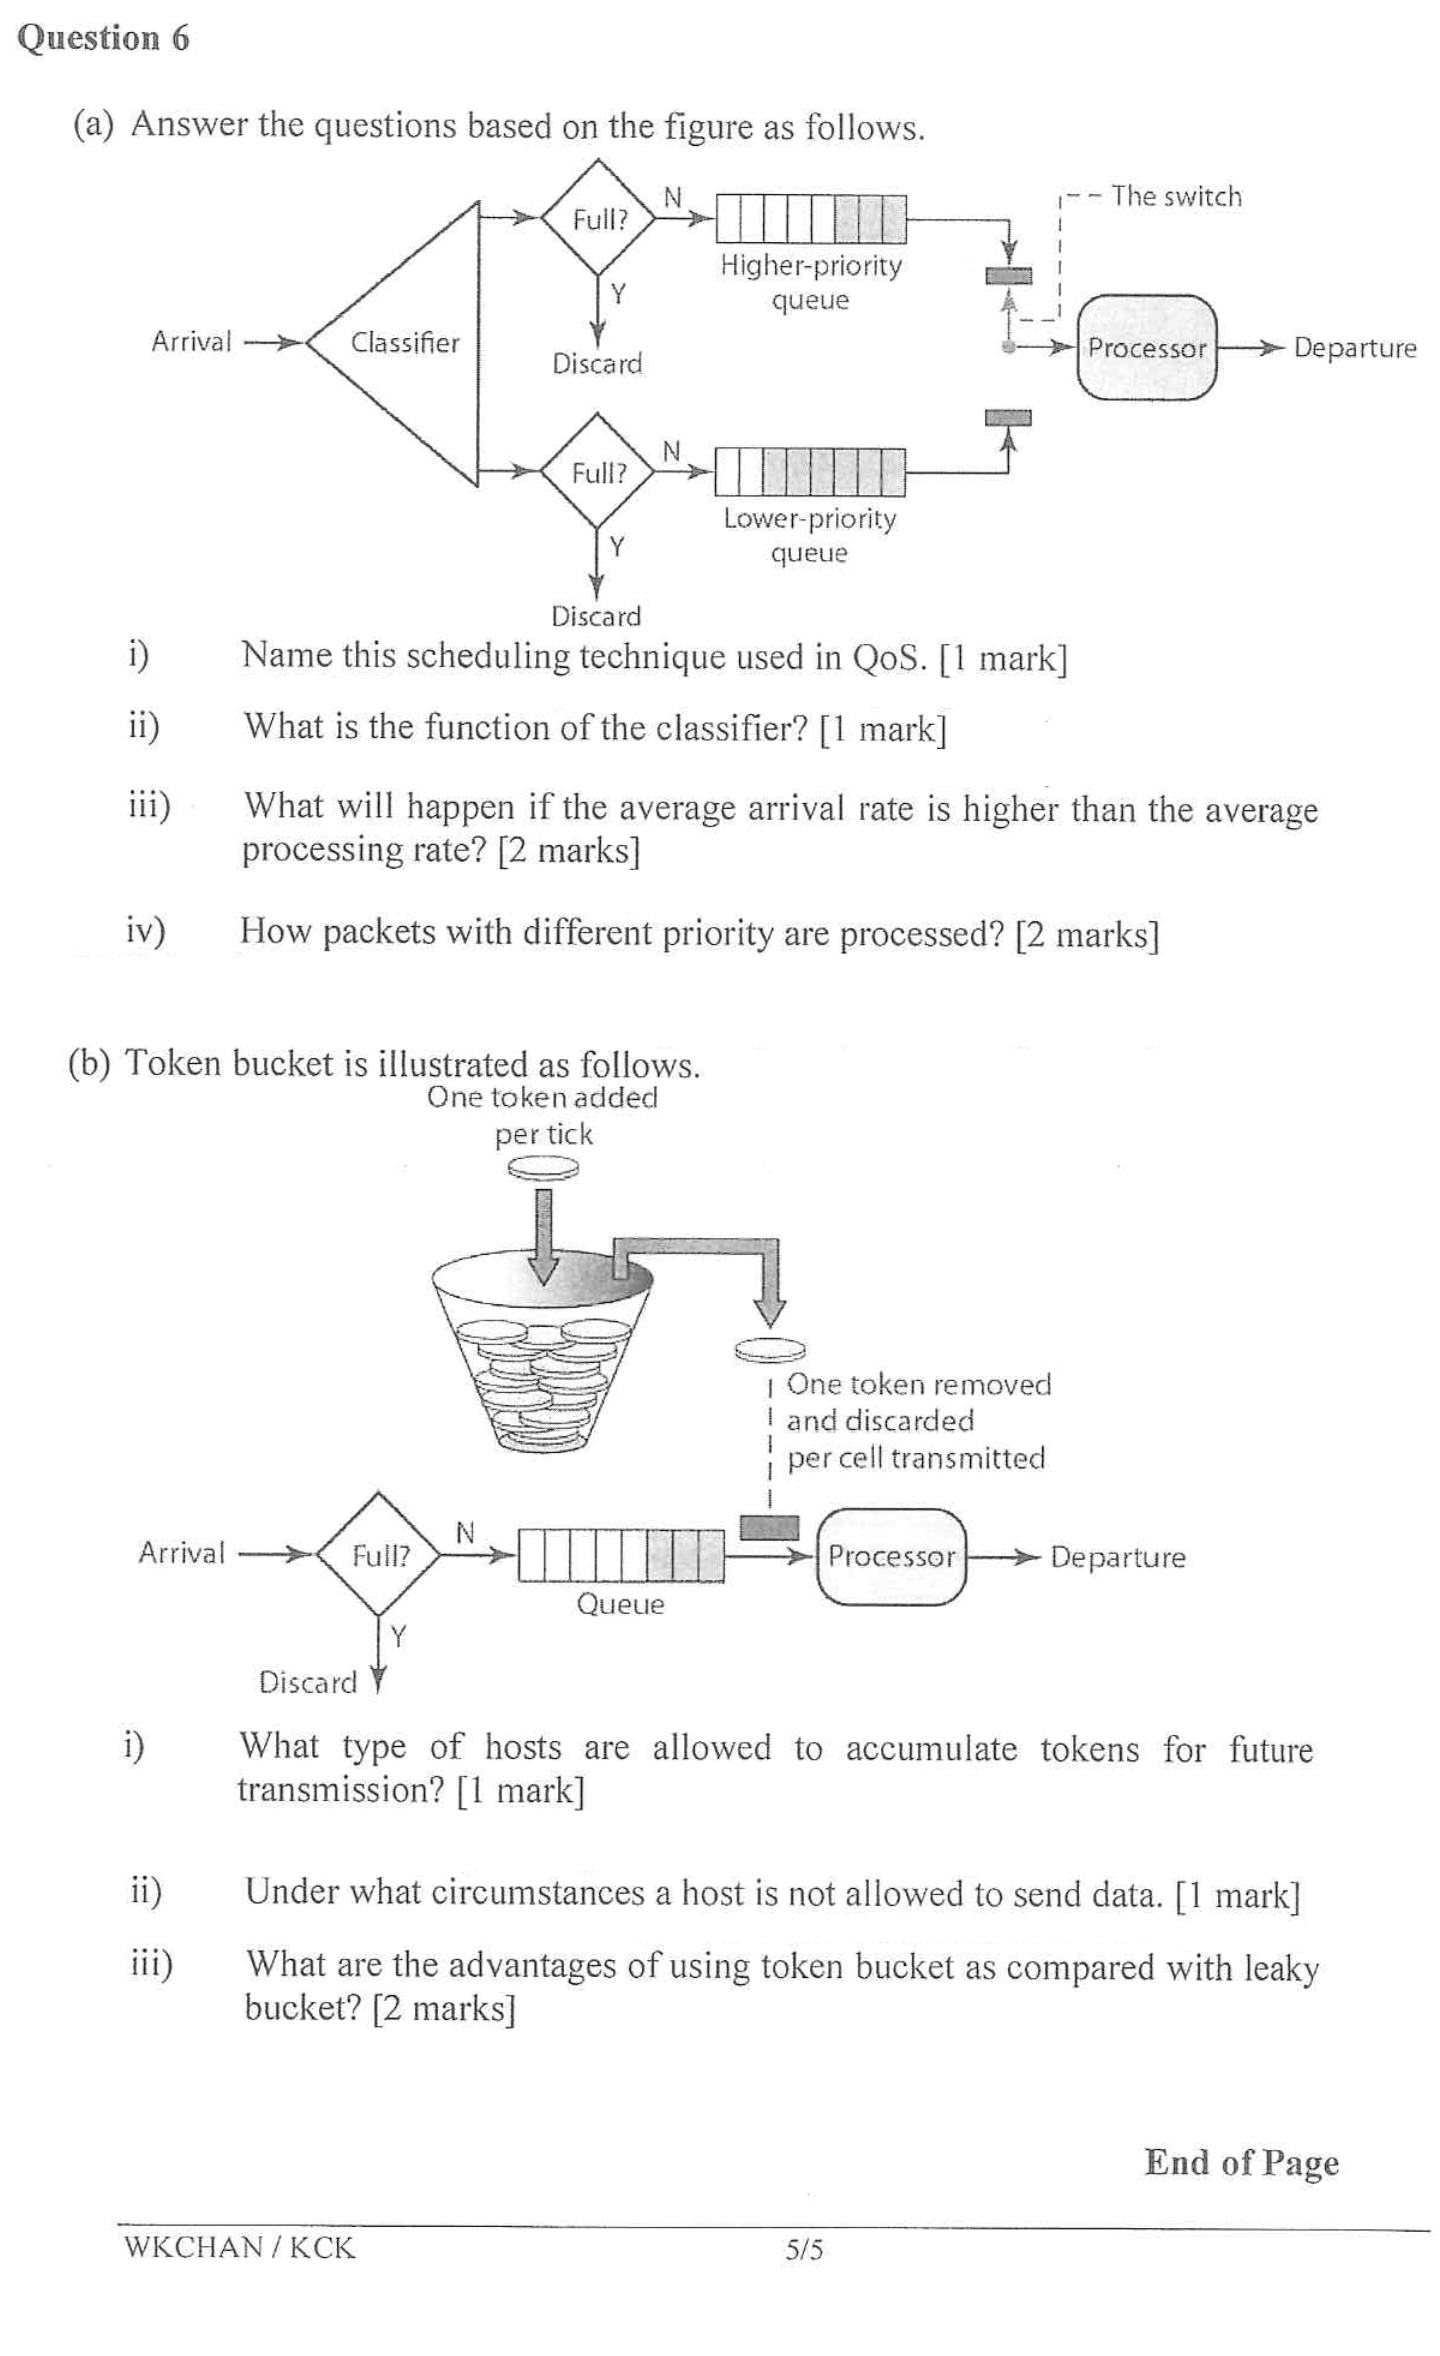 Question 6
(a) Answer the questions based on the figure as follows.
The switch
Full?
N
Higher-priority
queue
Y
Discard
Arrival
Classifier
Processor
Departure
Full?
N
Lower-priority
queue
Y
Discard
i) Name this scheduling technique used in QoS. [1 mark]
ii) What is the function of the classifier? [1 mark]
iii) What will happen if the average arrival rate is higher than the average
processing rate? [2 marks]
iv) How packets with different priority are processed? [2 marks]
(b) Token bucket is illustrated as follows.
One token added
per tick
One token removed
and discarded
per cell transmitted
Arrival
Full?
N
Queue
Processor
Departure
Y
Discard
i) What type of hosts are allowed to accumulate tokens for future
transmission? [1 mark]
ii) Under what circumstances a host is not allowed to send data. [1 mark]
iii) What are the advantages of using token bucket as compared with leaky
bucket? [2 marks]
End of Page
WKCHAN / KCK 5/5